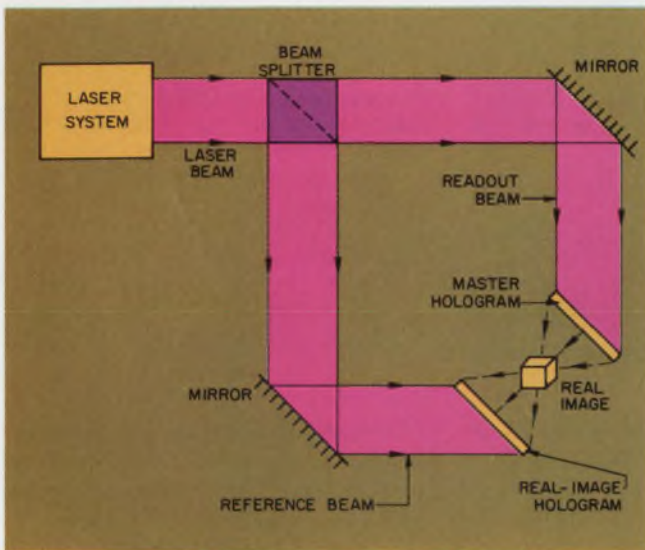 BEAM
SPLITTER
MIRROR
LASER
SYSTEM
LASER
BEAM
READOUT
BEAM
MASTER
HOLOGRAM
MIRROR
REAL
IMAGE
REFERENCE BEAM
REAL-IMAGE
HOLOGRAM